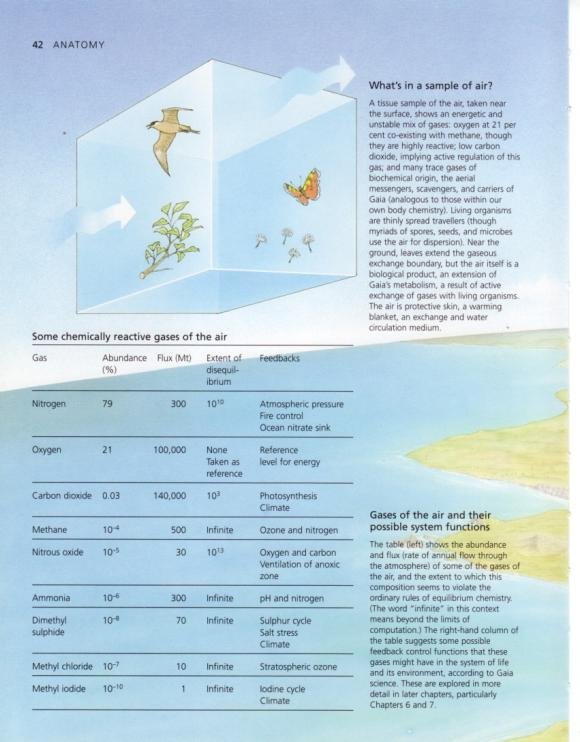 42 ANATOMY
What's in a sample of air?
A tissue sample of the air, taken near
the surface, shows an energetic and
unstable mix of gases: oxygen at 21 per
cent co-existing with methane, though
they are highly reactive; low carbon
dioxide, implying active regulation of this
gas; and many trace gases of
biochemical origin, the aerial
messengers, scavengers, and carriers of
Gaia (analogous to those within our
own body chemistry). Living organisms
are thinly spread travellers (though
myriads of spores, seeds, and microbes
use the air for dispersion). Near the
ground, leaves extend the gaseous
exchange boundary, but the air itself is a
biological product, an extension of
Gaia's metabolism, a result of active
exchange of gases with living organisms.
The air is protective skin, a warming
blanket, an exchange and water
circulation medium.
Some chemically reactive gases of the air
Gas Abundance Flux (Mt) Extent of Feedbacks
(%) disequil-
ibrium
Nitrogen 79 300 10¹⁰ Atmospheric pressure
Fire control
Ocean nitrate sink
Oxygen 21 100,000 None Reference
Taken as level for energy
reference
Carbon dioxide 0.03 140,000 10³ Photosynthesis
Climate
Methane 10⁻⁴ 500 Infinite Ozone and nitrogen
Nitrous oxide 10⁻⁵ 30 10¹³ Oxygen and carbon
Ventilation of anoxic
zone
Ammonia 10⁻⁶ 300 Infinite pH and nitrogen
Dimethyl 10⁻⁸ 70 Infinite Sulphur cycle
sulphide Salt stress
Climate
Methyl chloride 10⁻⁷ 10 Infinite Stratospheric ozone
Methyl iodide 10⁻¹⁰ 1 Infinite Iodine cycle
Climate
Gases of the air and their
possible system functions
The table (left) shows the abundance
and flux (rate of annual flow through
the atmosphere) of some of the gases of
the air, and the extent to which this
composition seems to violate the
ordinary rules of equilibrium chemistry.
(The word "infinite" in this context
means beyond the limits of
computation.) The right-hand column of
the table suggests some possible
feedback control functions that these
gases might have in the system of life
and its environment, according to Gaia
science. These are explored in more
detail in later chapters, particularly
Chapters 6 and 7.